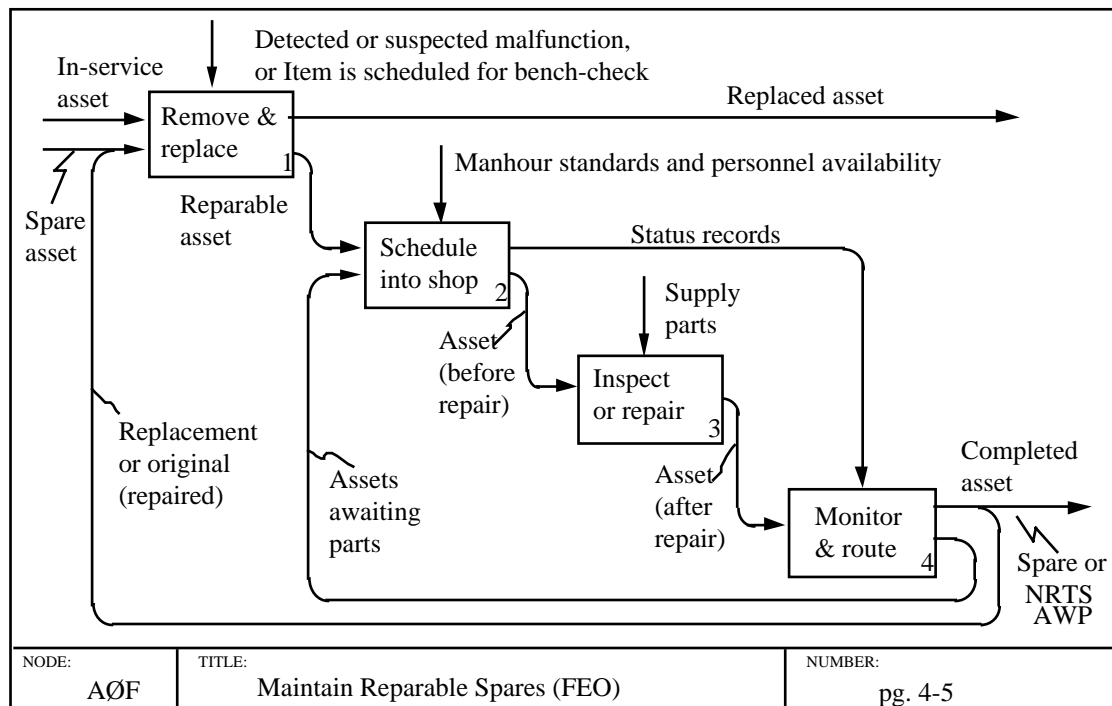 Detected or suspected malfunction,
or Item is scheduled for bench-check
In-service
asset
Remove &
replace
1
Replaced asset
Spare
asset
Reparable
asset
Manhour standards and personnel availability
Schedule
into shop
2
Status records
Asset
(before
repair)
Supply
parts
Inspect
or repair
3
Replacement
or original
(repaired)
Assets
awaiting
parts
Asset
(after
repair)
Monitor
& route
4
Completed
asset
Spare or
NRTS
AWP
NODE:
AØF
TITLE:
Maintain Reparable Spares (FEO)
NUMBER:
pg. 4-5